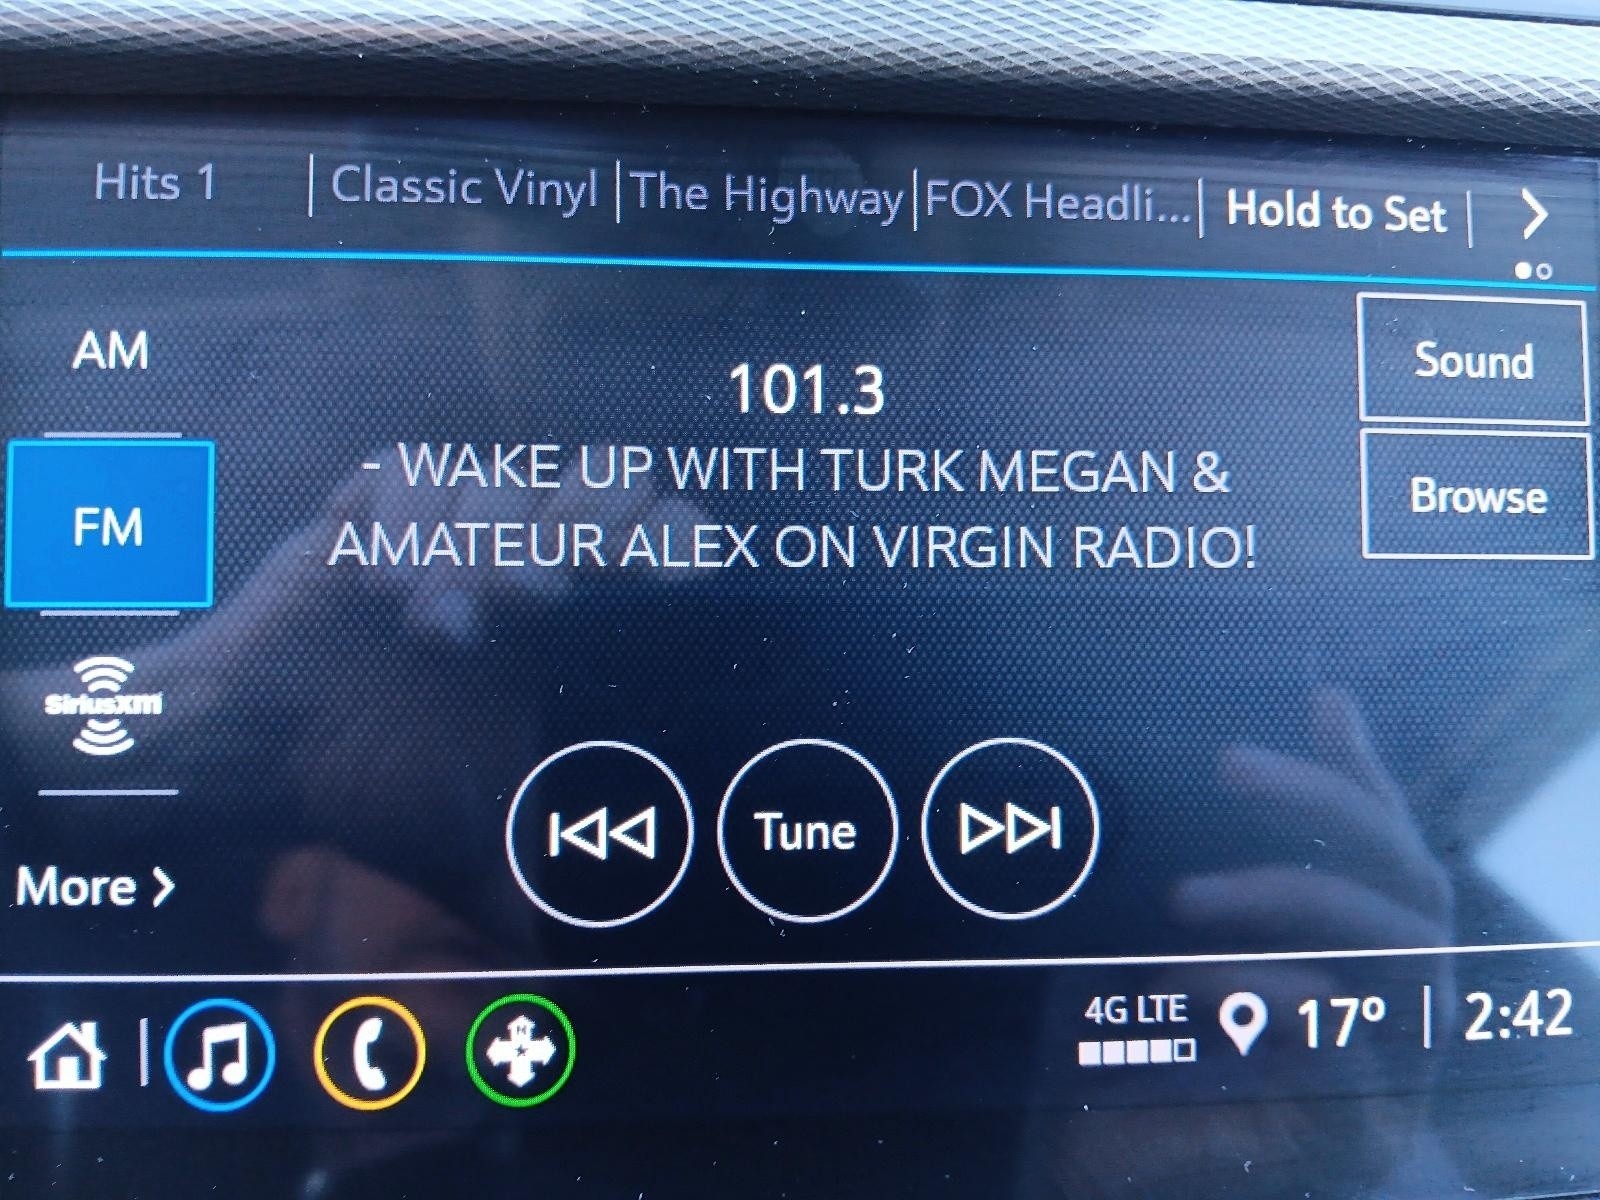 Hits 1 | Classic Vinyl | The Highway | FOX Headli... | Hold to Set |
AM
Sound
101.3
- WAKE UP WITH TURK MEGAN &
AMATEUR ALEX ON VIRGIN RADIO!
FM
Browse
SiriusXM
Tune
More >
4G LTE
17° | 2:42